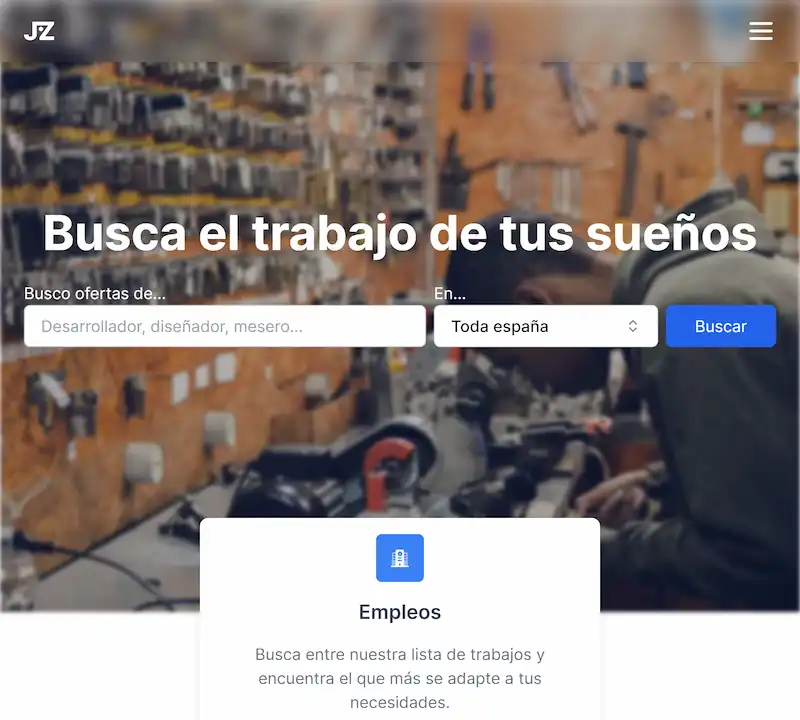 JZ
Busca el trabajo de tus sueños
Busco ofertas de...
En...
Desarrollador, diseñador, mesero...
Toda españa
Buscar
Empleos
Busca entre nuestra lista de trabajos y
encuentra el que más se adapte a tus
necesidades.